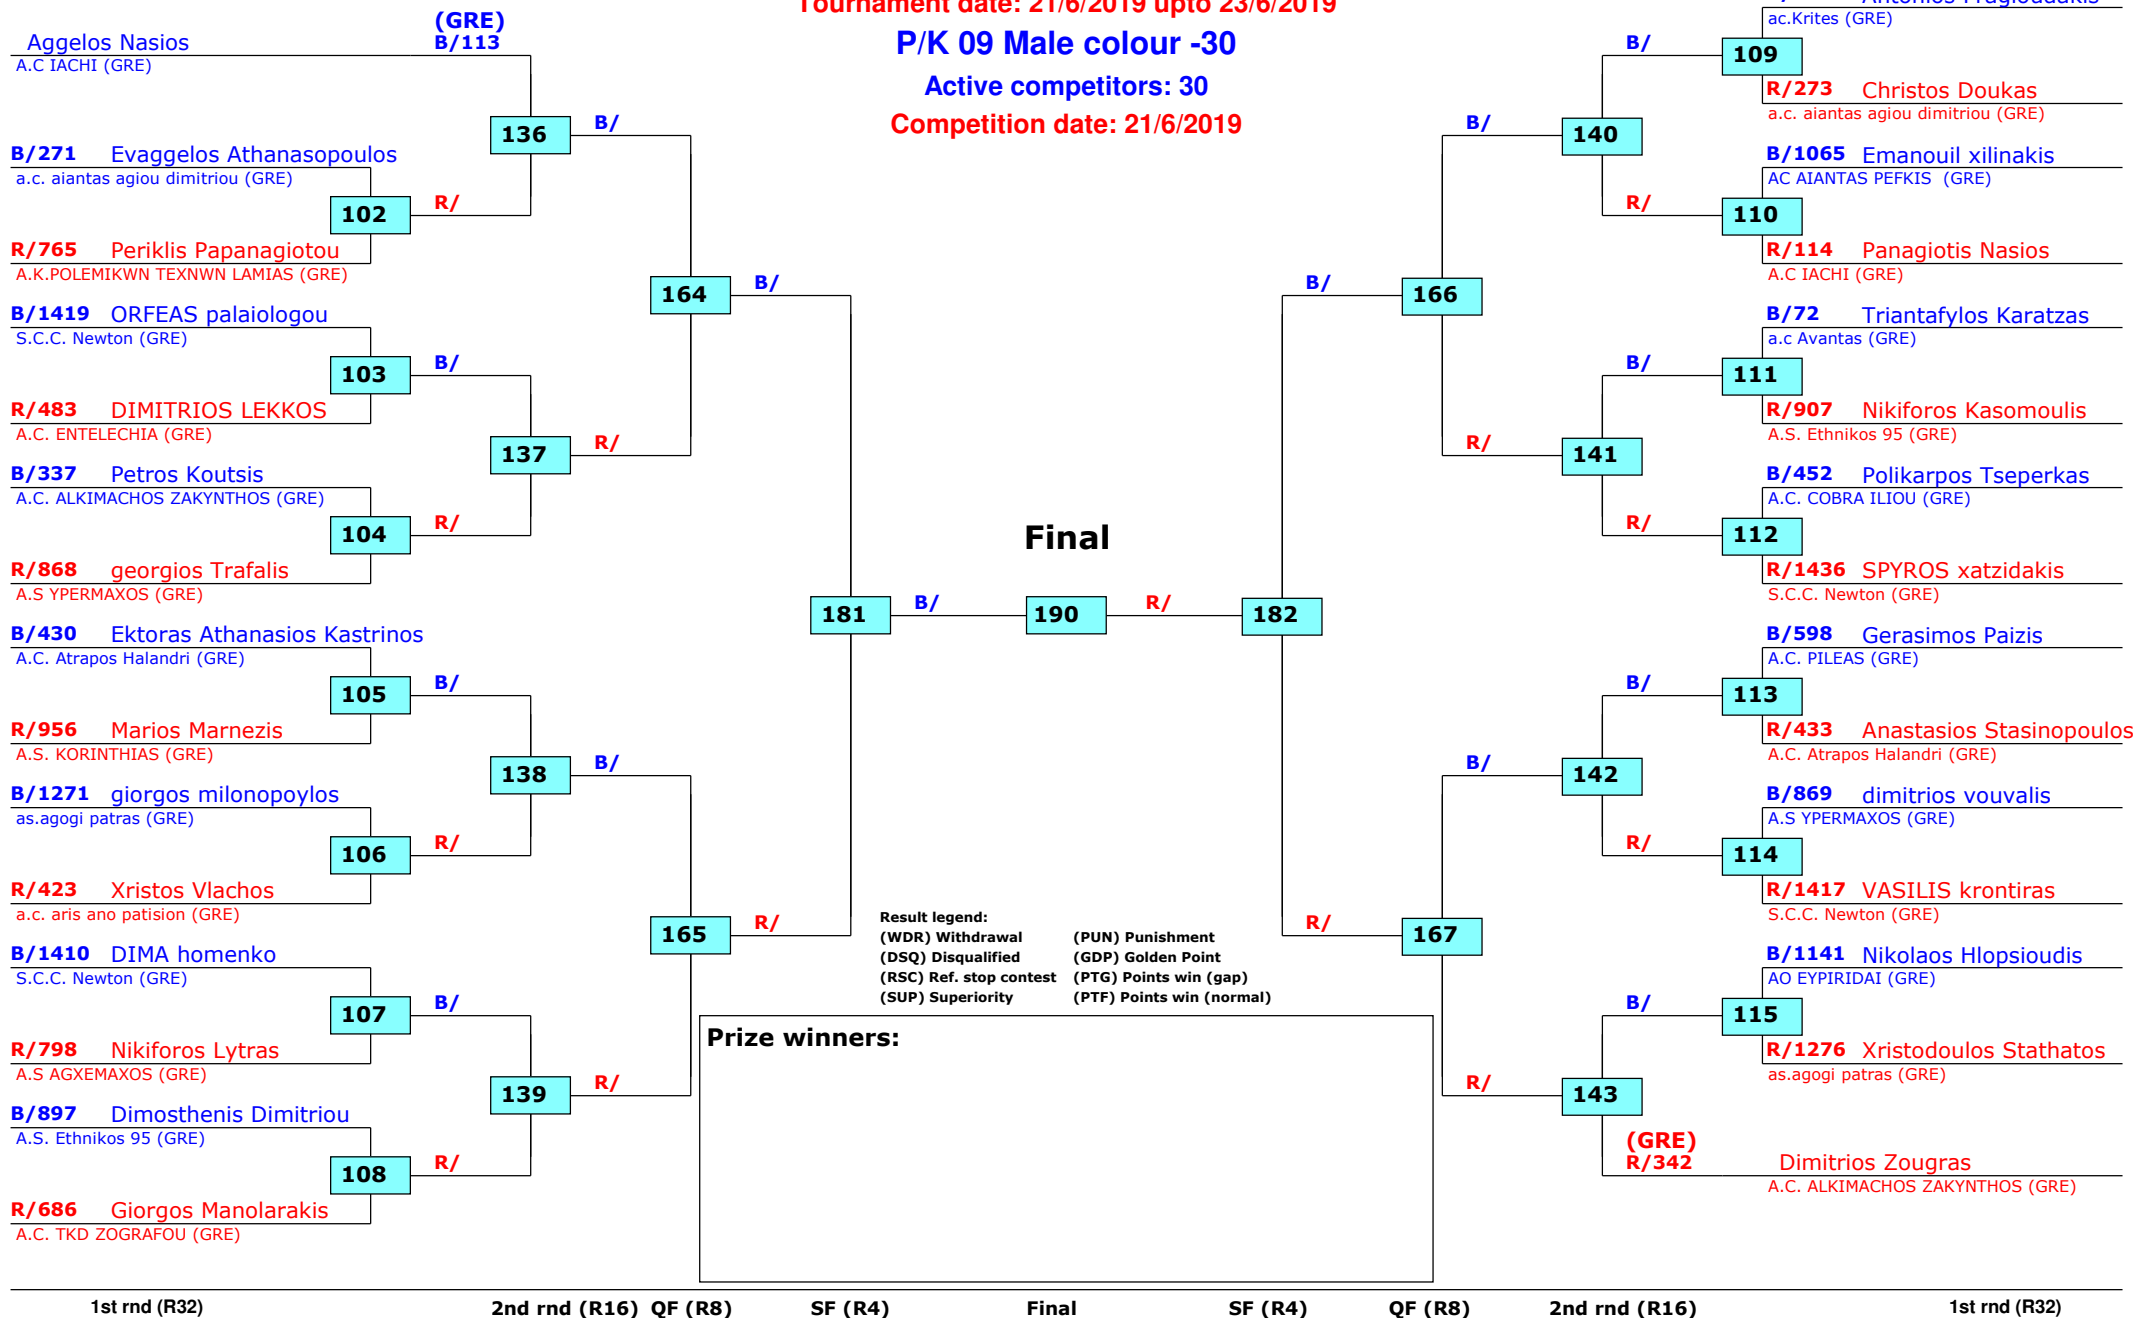 Tournament date: 21/6/2019 upto 23/6/2019
P/K 09 Male colour -30
Active competitors: 30
Competition date: 21/6/2019
(GRE)
Aggelos Nasios B/113
A.C IACHI (GRE)
136
B/
B/271 Evaggelos Athanasopoulos
a.c. aiantas agiou dimitriou (GRE)
102
R/
R/765 Periklis Papanagiotou
A.K.POLEMIKWN TEXNWN LAMIAS (GRE)
164
B/
B/1419 ORFEAS palaiologou
S.C.C. Newton (GRE)
103
B/
R/483 DIMITRIOS LEKKOS
A.C. ENTELECHIA (GRE)
137
R/
B/337 Petros Koutsis
A.C. ALKIMACHOS ZAKYNTHOS (GRE)
104
R/
R/868 georgios Trafalis
A.S YPERMAXOS (GRE)
181
B/
B/430 Ektoras Athanasios Kastrinos
A.C. Atrapos Halandri (GRE)
105
B/
R/956 Marios Marnezis
A.S. KORINTHIAS (GRE)
138
B/
B/1271 giorgos milonopoylos
as.agogi patras (GRE)
106
R/
R/423 Xristos Vlachos
a.c. aris ano patision (GRE)
165
R/
B/1410 DIMA homenko
S.C.C. Newton (GRE)
107
B/
R/798 Nikiforos Lytras
A.S AGXEMAXOS (GRE)
139
R/
B/897 Dimosthenis Dimitriou
A.S. Ethnikos 95 (GRE)
108
R/
R/686 Giorgos Manolarakis
A.C. TKD ZOGRAFOU (GRE)
Final
190
R/
182
ac.Krites (GRE)
B/
109
R/273 Christos Doukas
a.c. aiantas agiou dimitriou (GRE)
B/
140
B/1065 Emanouil xilinakis
AC AIANTAS PEFKIS (GRE)
R/
110
R/114 Panagiotis Nasios
A.C IACHI (GRE)
B/
166
B/72 Triantafylos Karatzas
a.c Avantas (GRE)
B/
111
R/907 Nikiforos Kasomoulis
A.S. Ethnikos 95 (GRE)
R/
141
B/452 Polikarpos Tseperkas
A.C. COBRA ILIOU (GRE)
R/
112
R/1436 SPYROS xatzidakis
S.C.C. Newton (GRE)
B/598 Gerasimos Paizis
A.C. PILEAS (GRE)
B/
113
R/433 Anastasios Stasinopoulos
A.C. Atrapos Halandri (GRE)
B/
142
B/869 dimitrios vouvalis
A.S YPERMAXOS (GRE)
R/
114
R/1417 VASILIS krontiras
S.C.C. Newton (GRE)
R/
167
B/1141 Nikolaos Hlopsioudis
AO EYPIRIDAI (GRE)
B/
115
R/1276 Xristodoulos Stathatos
as.agogi patras (GRE)
R/
143
(GRE)
R/342 Dimitrios Zougras
A.C. ALKIMACHOS ZAKYNTHOS (GRE)
Result legend:
(WDR) Withdrawal (PUN) Punishment
(DSQ) Disqualified (GDP) Golden Point
(RSC) Ref. stop contest (PTG) Points win (gap)
(SUP) Superiority (PTF) Points win (normal)
Prize winners:
1st rnd (R32) 2nd rnd (R16) QF (R8) SF (R4) Final SF (R4) QF (R8) 2nd rnd (R16) 1st rnd (R32)